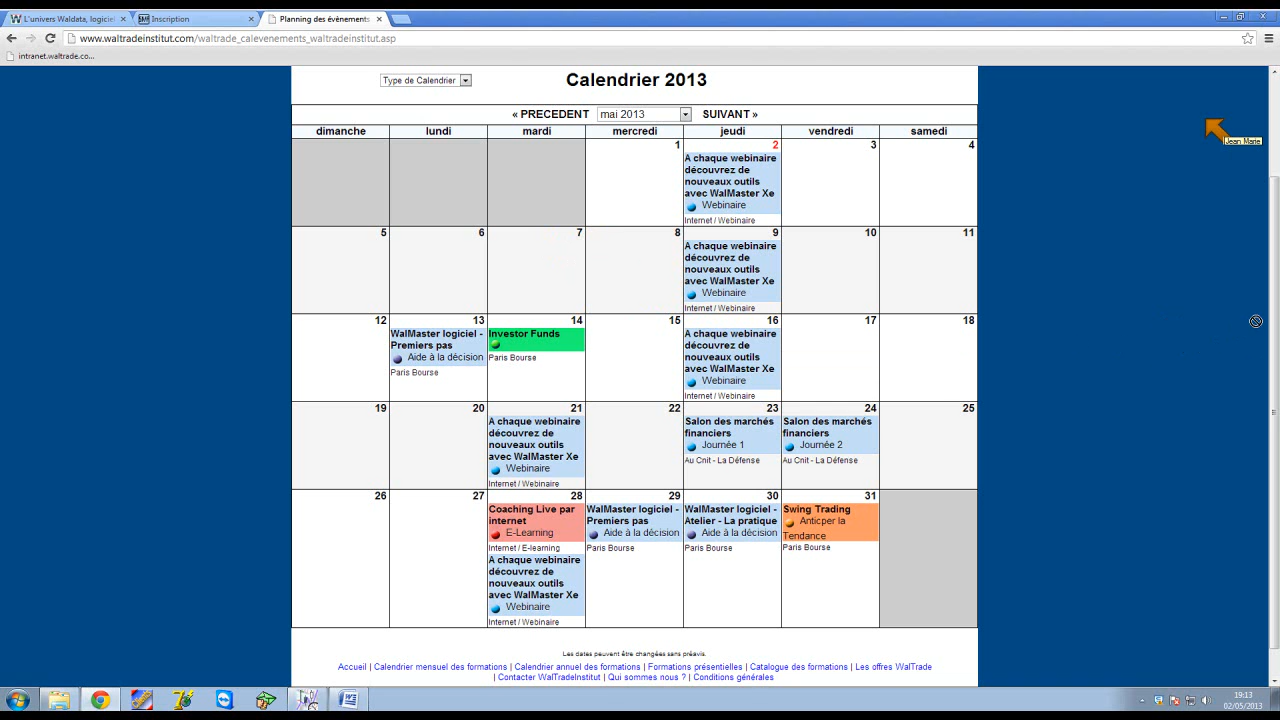 L'univers Waldata, logicie
Inscription
Planning des évènements
www.waltradeinstitut.com/waltrade_calevenements_waltradeinstitut.asp
intranet.waltrade.co...
Type de Calendrier
Calendrier 2013
« PRECEDENT mai 2013 SUIVANT »
dimanche lundi mardi mercredi jeudi vendredi samedi
1 2 3 4
A chaque webinaire
découvrez de
nouveaux outils
avec WalMaster Xe
Webinaire
Internet / Webinaire
5 6 7 8 9 10 11
A chaque webinaire
découvrez de
nouveaux outils
avec WalMaster Xe
Webinaire
Internet / Webinaire
12 13 14 15 16 17 18
WalMaster logiciel -
Premiers pas
Aide à la décision
Paris Bourse
Investor Funds
Paris Bourse
A chaque webinaire
découvrez de
nouveaux outils
avec WalMaster Xe
Webinaire
Internet / Webinaire
19 20 21 22 23 24 25
A chaque webinaire
découvrez de
nouveaux outils
avec WalMaster Xe
Webinaire
Internet / Webinaire
Salon des marchés
financiers
Journée 1
Au Cnit - La Défense
Salon des marchés
financiers
Journée 2
Au Cnit - La Défense
26 27 28 29 30 31
Coaching Live par
internet
E-Learning
Internet / E-learning
A chaque webinaire
découvrez de
nouveaux outils
avec WalMaster Xe
Webinaire
Internet / Webinaire
WalMaster logiciel -
Premiers pas
Aide à la décision
Paris Bourse
WalMaster logiciel -
Atelier - La pratique
Aide à la décision
Paris Bourse
Swing Trading
Anticper la
Tendance
Paris Bourse
Les dates peuvent être changées sans préavis.
Accueil | Calendrier mensuel des formations | Calendrier annuel des formations | Formations présentielles | Catalogue des formations | Les offres WalTrade
| Contacter WalTradeInstitut | Qui sommes nous ? | Conditions générales
Jean Marie
19:13
02/05/2013